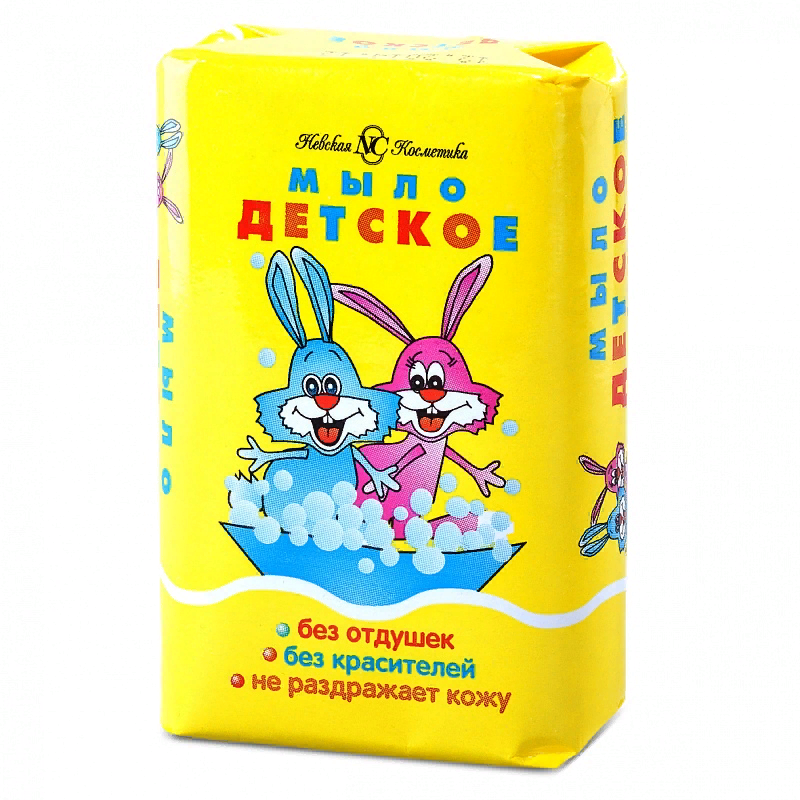 Невская NC Косметика
МЫЛО
ДЕТСКОЕ
без отдушек
без красителей
не раздражает кожу
МЫЛО
ДЕТСКОЕ
МЫЛО